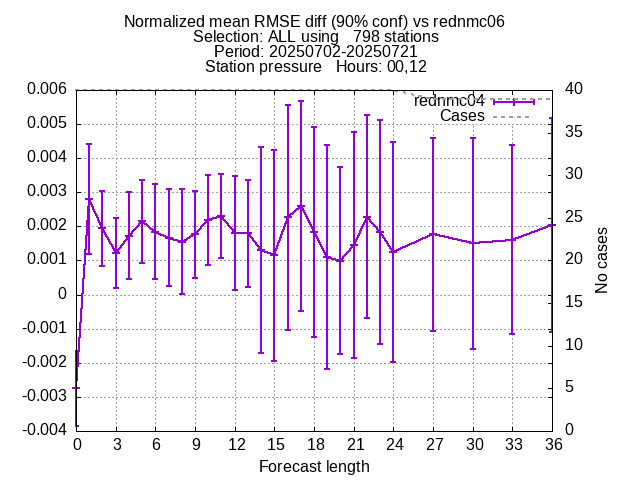 Normalized mean RMSE diff (90% conf) vs rednmc06
Selection: ALL using   798 stations
Period: 20250702-20250721
Station pressure   Hours: 00,12
0.006
0.005
0.004
0.003
0.002
0.001
0
-0.001
-0.002
-0.003
-0.004
rednmc04
Cases
40
35
30
25
20
15
10
5
0
No cases
0 3 6 9 12 15 18 21 24 27 30 33 36
Forecast length